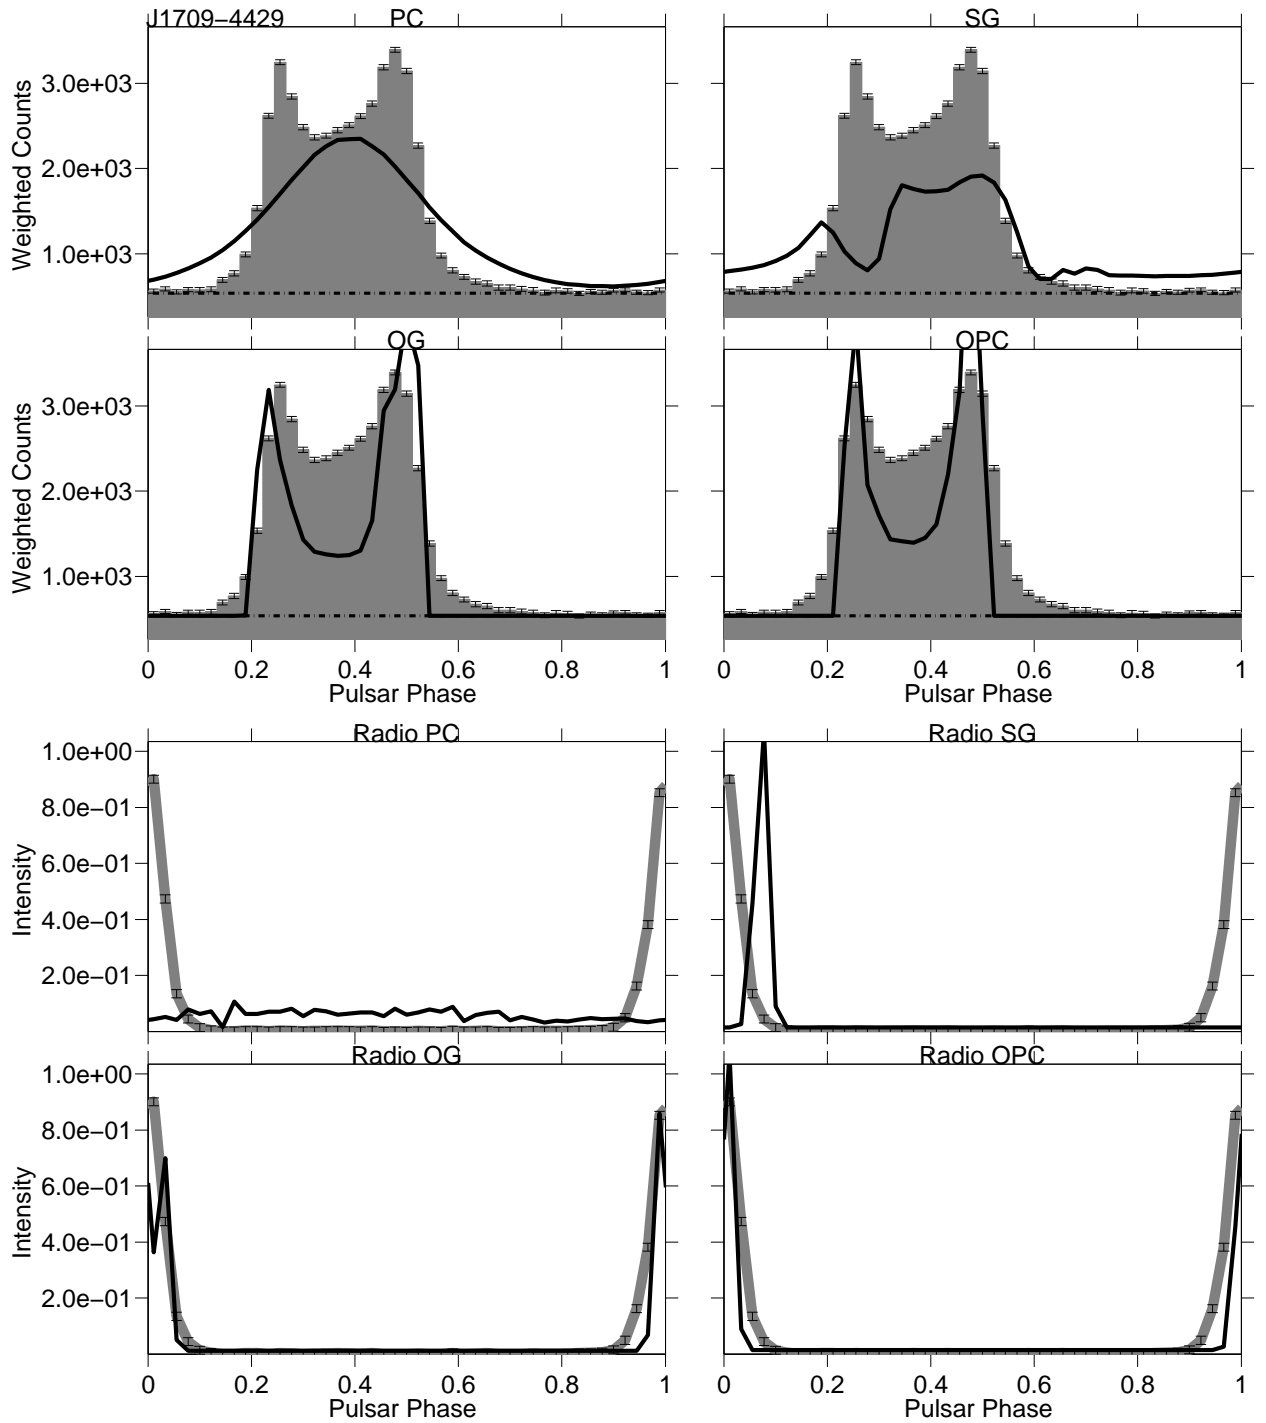 J1709−4429 PC SG
3.0e+03
2.0e+03
1.0e+03
Weighted Counts
OG OPC
3.0e+03
2.0e+03
1.0e+03
Weighted Counts
0 0.2 0.4 0.6 0.8 1 0 0.2 0.4 0.6 0.8 1
Pulsar Phase Pulsar Phase
Radio PC Radio SG
1.0e+00
8.0e−01
6.0e−01
4.0e−01
2.0e−01
Intensity
Radio OG Radio OPC
1.0e+00
8.0e−01
6.0e−01
4.0e−01
2.0e−01
Intensity
0 0.2 0.4 0.6 0.8 1 0 0.2 0.4 0.6 0.8 1
Pulsar Phase Pulsar Phase